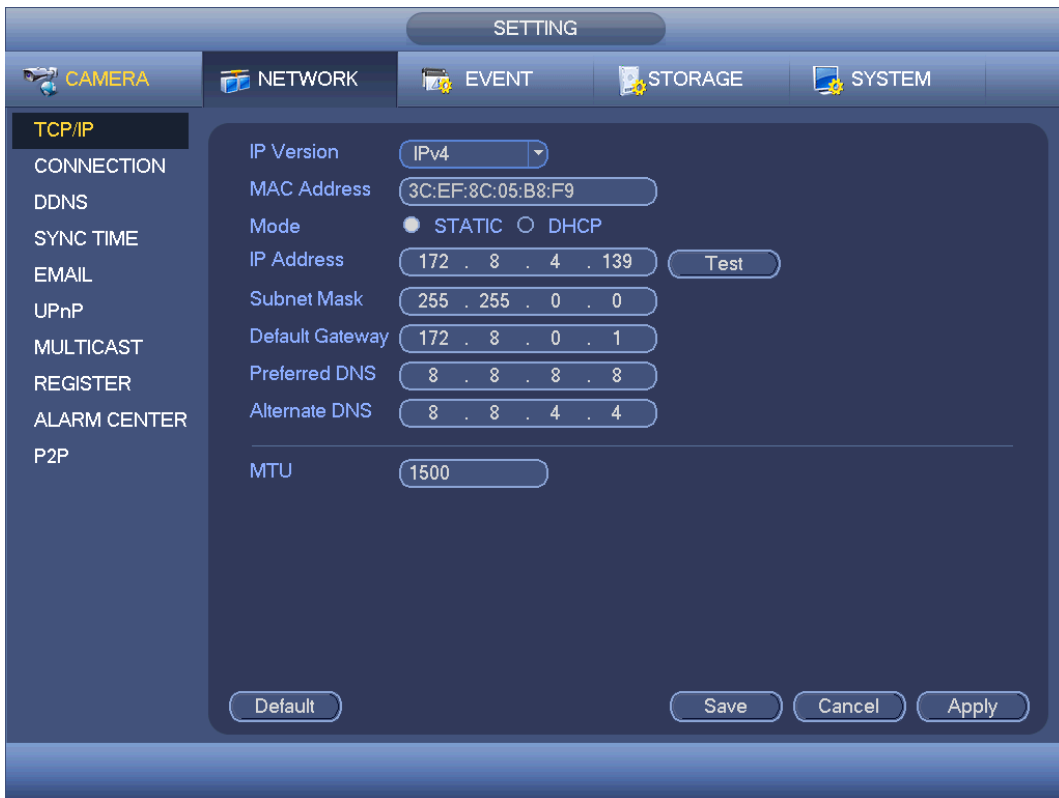 SETTING
CAMERA NETWORK EVENT STORAGE SYSTEM
TCP/IP
CONNECTION
DDNS
SYNC TIME
EMAIL
UPnP
MULTICAST
REGISTER
ALARM CENTER
P2P
IP Version IPv4
MAC Address 3C:EF:8C:05:B8:F9
Mode STATIC DHCP
IP Address 172 . 8 . 4 . 139 Test
Subnet Mask 255 . 255 . 0 . 0
Default Gateway 172 . 8 . 0 . 1
Preferred DNS 8 . 8 . 8 . 8
Alternate DNS 8 . 8 . 4 . 4
MTU 1500
Default Save Cancel Apply